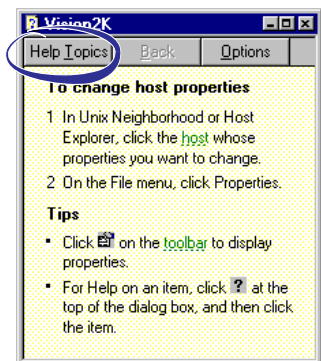 Vision2K
Help Topics Back Options
To change host properties
1 In Unix Neighborhood or Host
Explorer, click the host whose
properties you want to change.
2 On the File menu, click Properties.
Tips
• Click on the toolbar to display
properties.
• For Help on an item, click ? at the
top of the dialog box, and then click
the item.